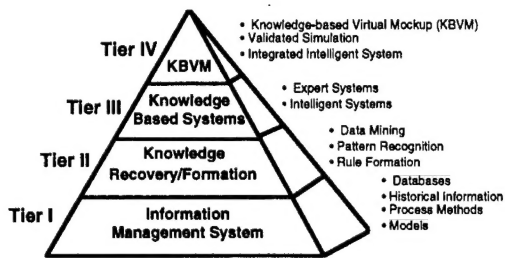 • Knowledge-based Virtual Mockup (KBVM)
• Validated Simulation
• Integrated Intelligent System
Tier IV
KBVM
• Expert Systems
• Intelligent Systems
Tier III
Knowledge
Based Systems
• Data Mining
• Pattern Recognition
• Rule Formation
Tier II
Knowledge
Recovery/Formation
• Databases
• Historical Information
• Process Methods
• Models
Tier I
Information
Management System